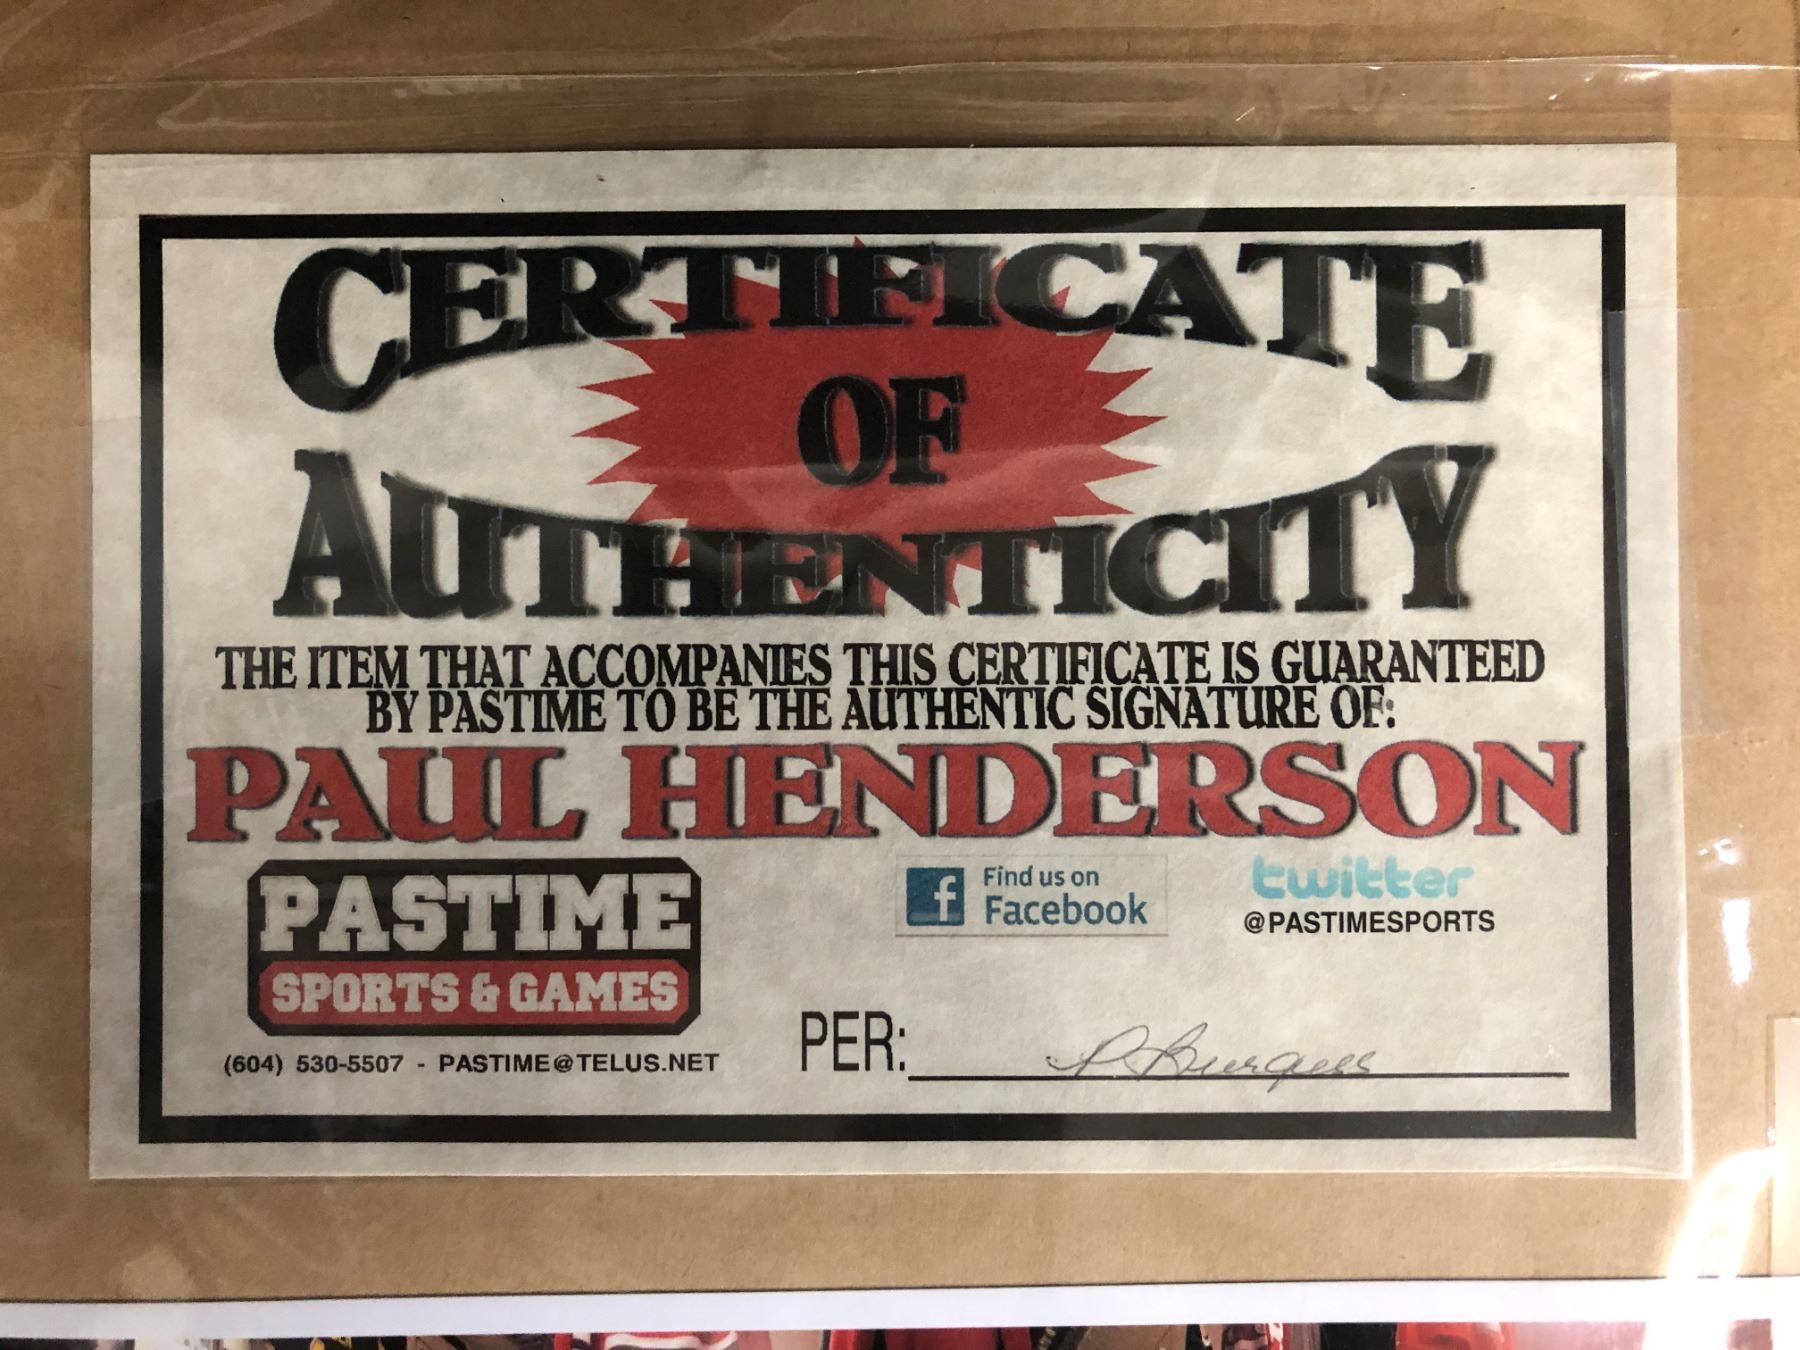 CERTIFICATE
OF
AUTHENTICITY
THE ITEM THAT ACCOMPANIES THIS CERTIFICATE IS GUARANTEED
BY PASTIME TO BE THE AUTHENTIC SIGNATURE OF:
PAUL HENDERSON
PASTIME
SPORTS & GAMES
(604) 530-5507 - PASTIME@TELUS.NET
f Find us on
Facebook
twitter
@PASTIMESPORTS
PER: P. Burgess